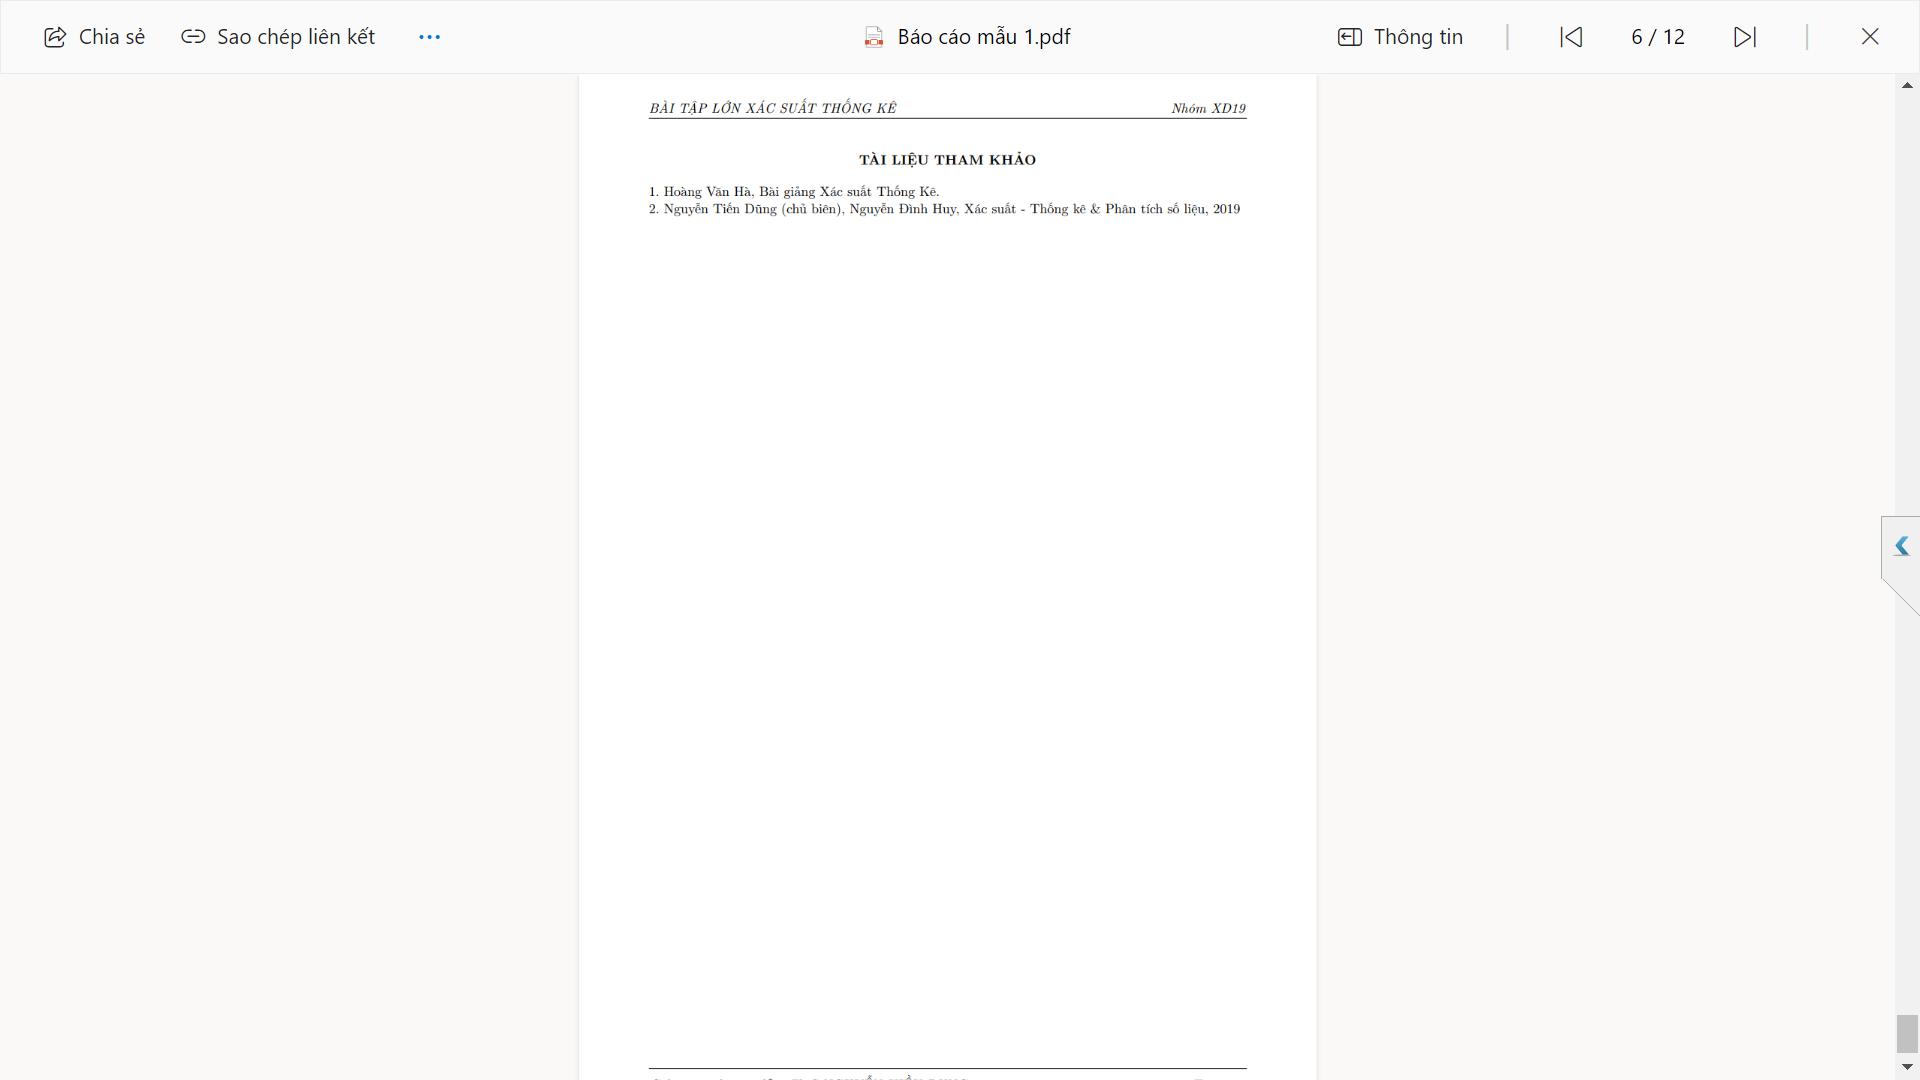 Chia sẻ
Sao chép liên kết
Báo cáo mẫu 1.pdf
Thông tin
6 / 12
BÀI TẬP LỚN XÁC SUẤT THỐNG KÊ
Nhóm XD19
TÀI LIỆU THAM KHẢO
1. Hoàng Văn Hà, Bài giảng Xác suất Thống Kê.
2. Nguyễn Tiến Dũng (chủ biên), Nguyễn Đình Huy, Xác suất - Thống kê & Phân tích số liệu, 2019